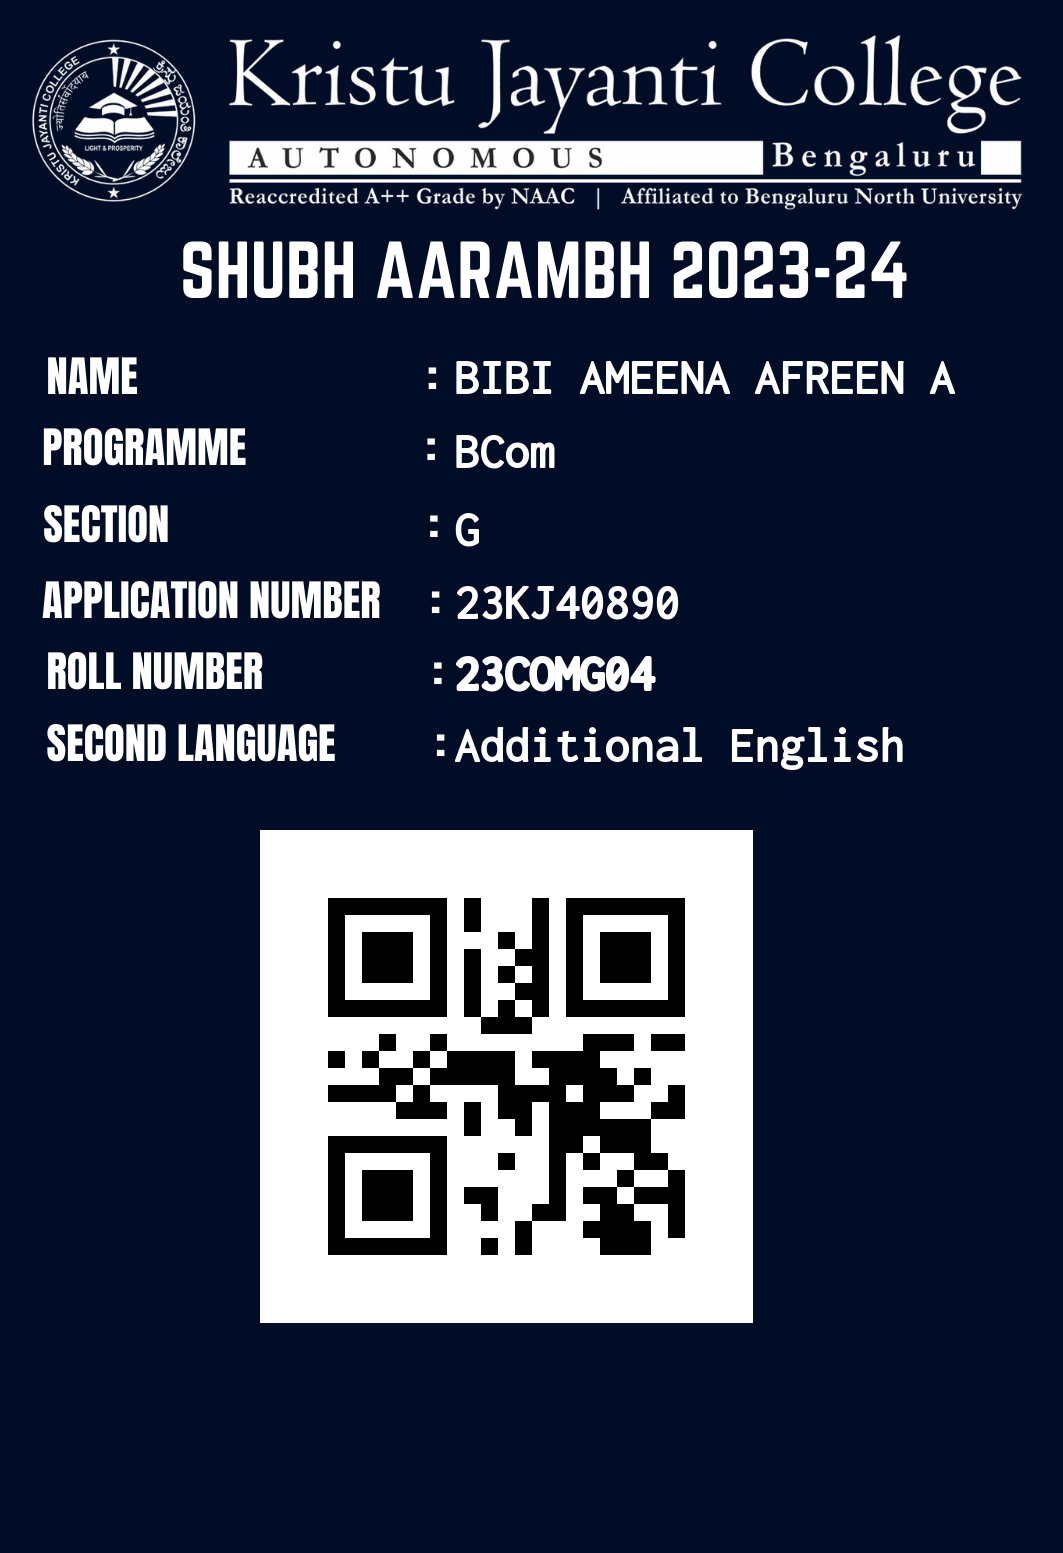 Kristu Jayanti College
AUTONOMOUS Bengaluru
Reaccredited A++ Grade by NAAC | Affiliated to Bengaluru North University
KRISTU JAYANTI COLLEGE
LIGHT & PROSPERITY
SHUBH AARAMBH 2023-24
NAME : BIBI AMEENA AFREEN A
PROGRAMME : BCom
SECTION : G
APPLICATION NUMBER : 23KJ40890
ROLL NUMBER : 23COMG04
SECOND LANGUAGE : Additional English